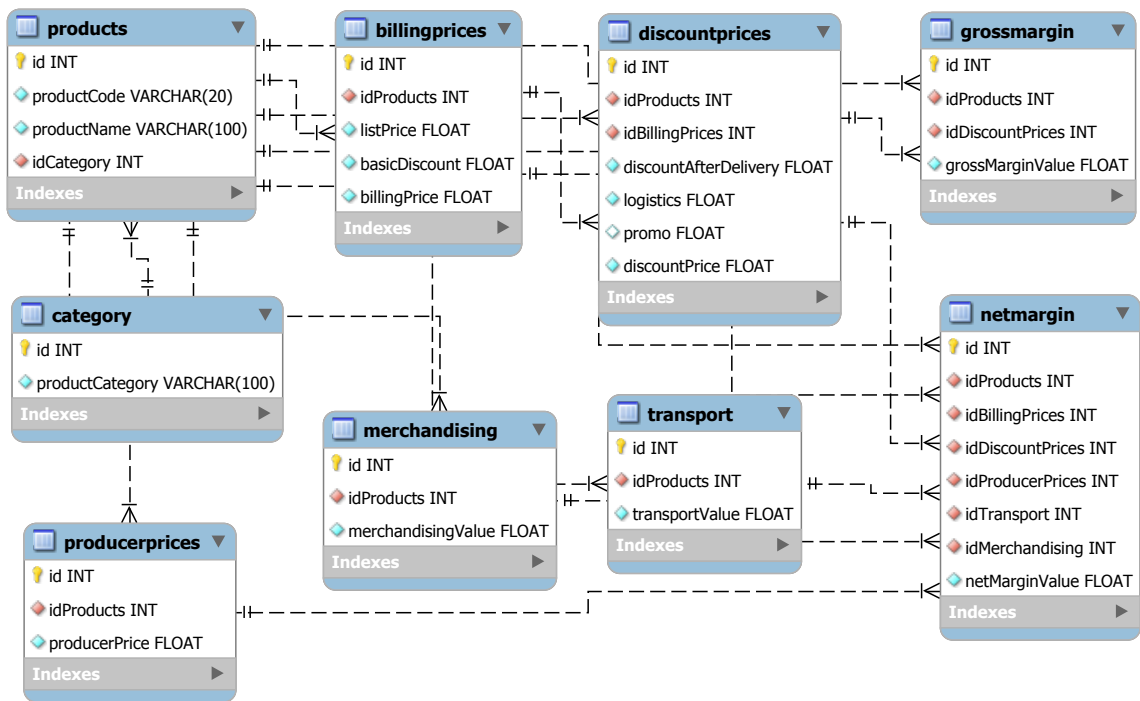 products
id INT
productCode VARCHAR(20)
productName VARCHAR(100)
idCategory INT
Indexes
billingprices
id INT
idProducts INT
listPrice FLOAT
basicDiscount FLOAT
billingPrice FLOAT
Indexes
discountprices
id INT
idProducts INT
idBillingPrices INT
discountAfterDelivery FLOAT
logistics FLOAT
promo FLOAT
discountPrice FLOAT
Indexes
grossmargin
id INT
idProducts INT
idDiscountPrices INT
grossMarginValue FLOAT
Indexes
category
id INT
productCategory VARCHAR(100)
Indexes
merchandising
id INT
idProducts INT
merchandisingValue FLOAT
Indexes
transport
id INT
idProducts INT
transportValue FLOAT
Indexes
netmargin
id INT
idProducts INT
idBillingPrices INT
idDiscountPrices INT
idProducerPrices INT
idTransport INT
idMerchandising INT
netMarginValue FLOAT
Indexes
producerprices
id INT
idProducts INT
producerPrice FLOAT
Indexes